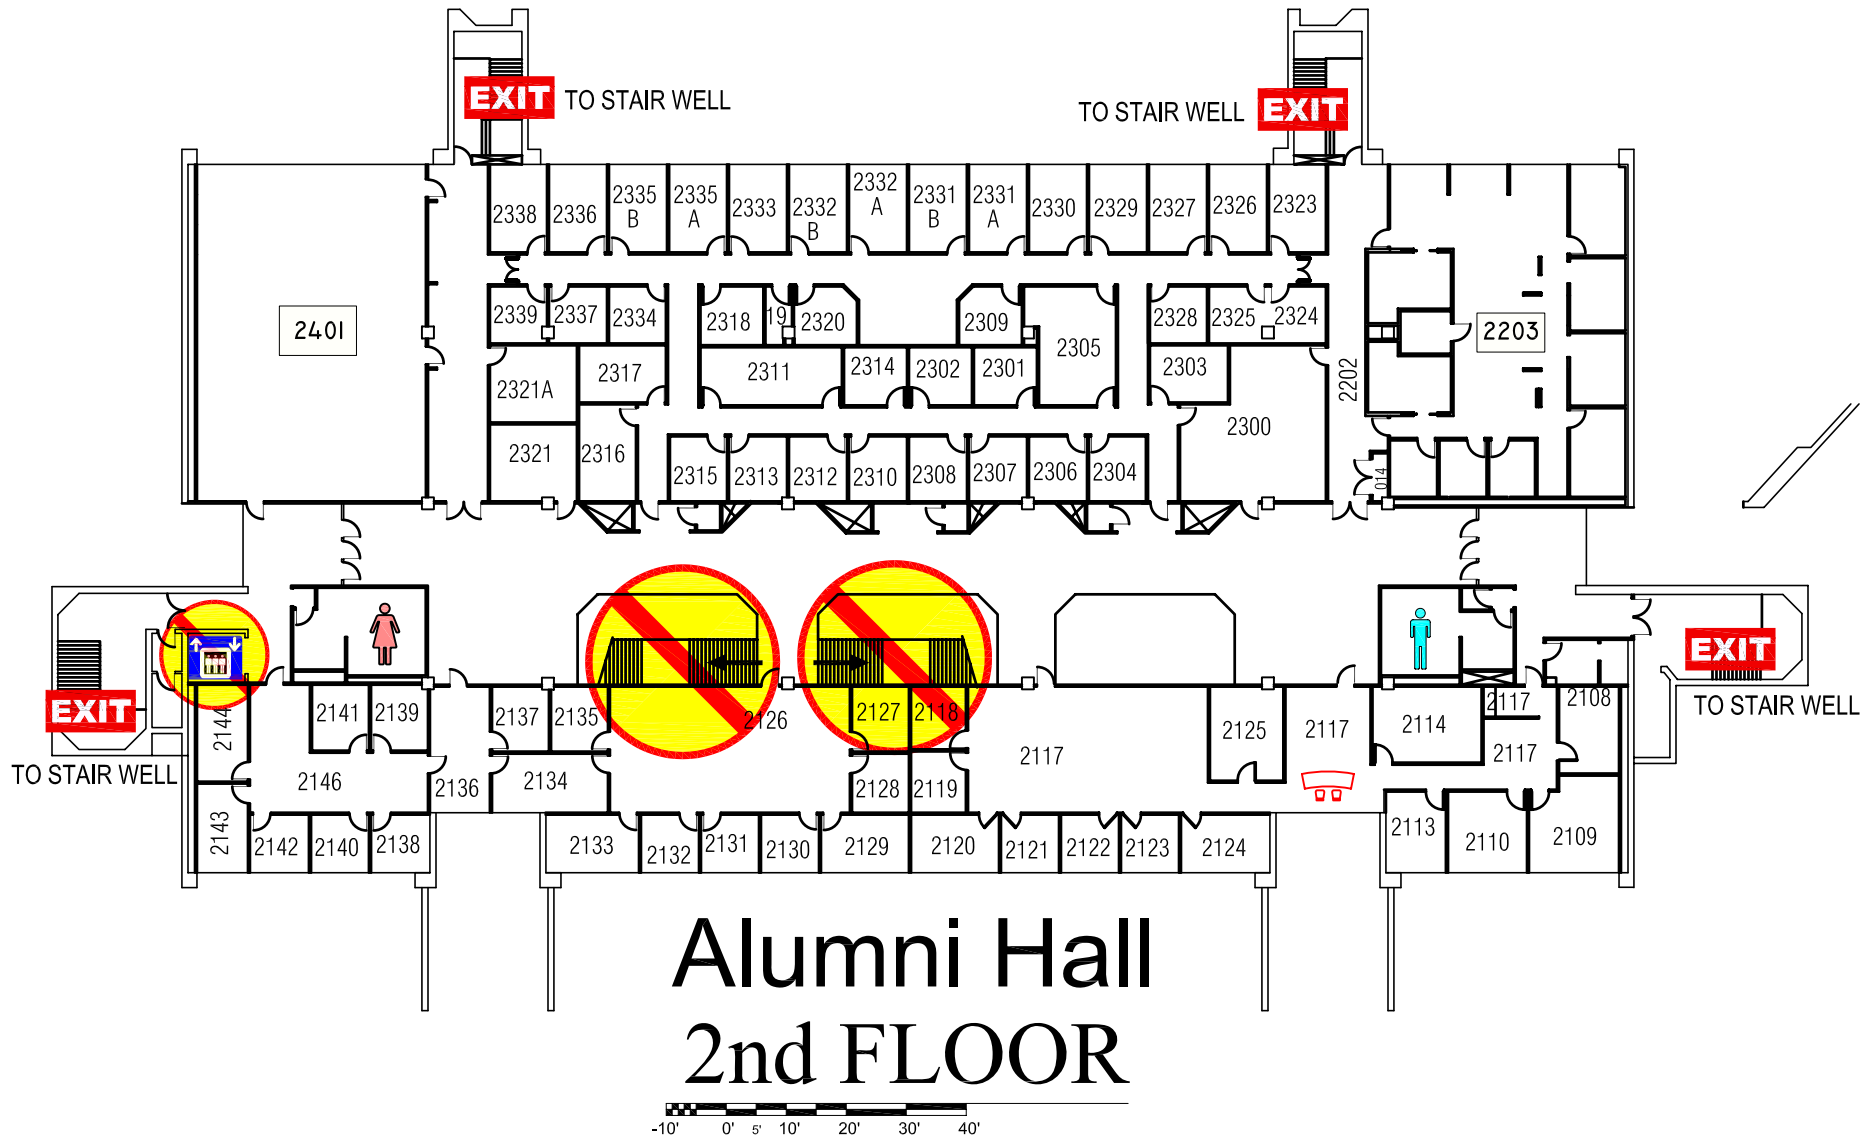 EXIT TO STAIR WELL
TO STAIR WELL EXIT
2338 2336 2335 B 2335 A 2333 2332 B 2332 A 2331 B 2331 A 2330 2329 2327 2326 2323
2401
2339 2337 2334 2318 19 2320 2309 2305 2328 2325 2324
2203
2321A 2317 2311 2314 2302 2301 2303 2202
2321 2316 2315 2313 2312 2310 2308 2307 2306 2304 2300 014
EXIT
TO STAIR WELL
EXIT
TO STAIR WELL
2144 2141 2139 2137 2135 2126 2127 2118 2125 2117 2114 2117 2108
2146 2136 2134 2128 2119 2117 2117
2143 2142 2140 2138 2133 2132 2131 2130 2129 2120 2121 2122 2123 2124 2113 2110 2109
Alumni Hall
2nd FLOOR
-10' 0' 5' 10' 20' 30' 40'